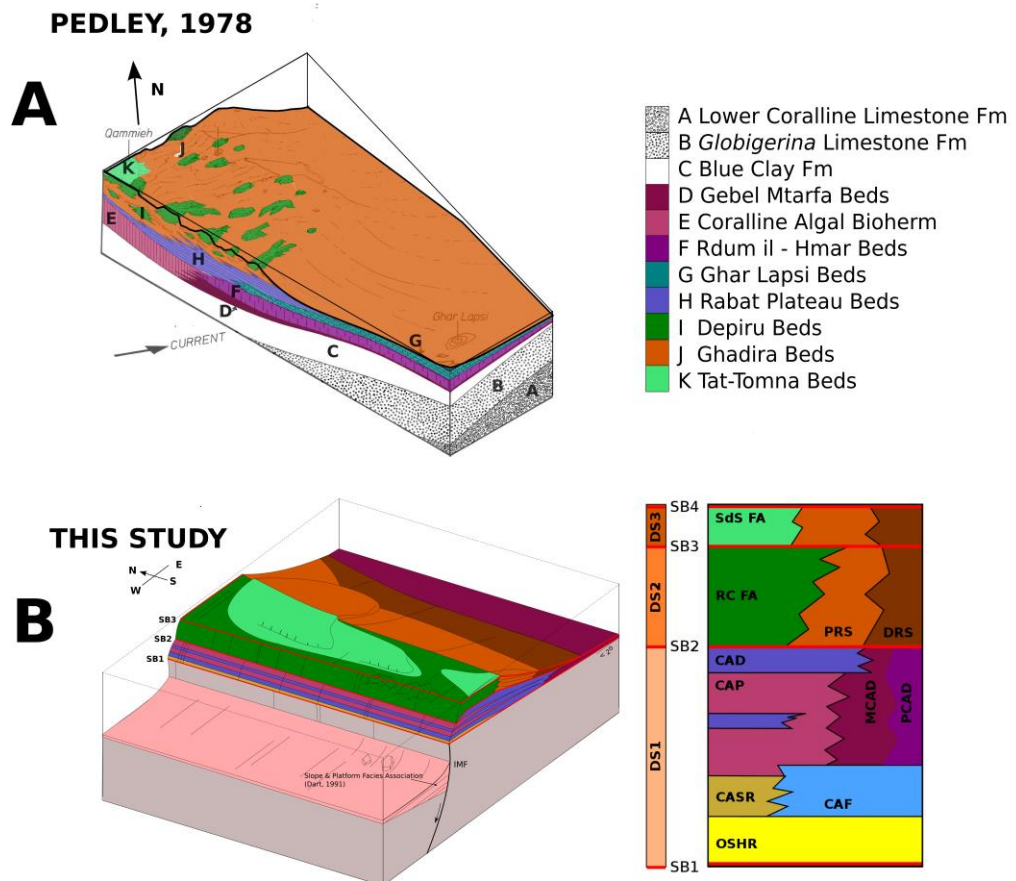 PEDLEY, 1978
A
N
Qammieh
J
K
I
E
H
F
D
CURRENT
Ghar Lapsi
G
C
B
A
A Lower Coralline Limestone Fm
B Globigerina Limestone Fm
C Blue Clay Fm
D Gebel Mtarfa Beds
E Coralline Algal Bioherm
F Rdum il - Hmar Beds
G Ghar Lapsi Beds
H Rabat Plateau Beds
I Depiru Beds
J Ghadira Beds
K Tat-Tomna Beds
THIS STUDY
N
E
W
S
B
SB3
SB2
SB1
< 2°
IMF
Slope & Platform Facies Association
(Dart, 1991)
DS3
DS2
DS1
SB4
SB3
SB2
SB1
SdS FA
RC FA
PRS
DRS
CAD
CAP
MCAD
PCAD
CASR
CAF
OSHR